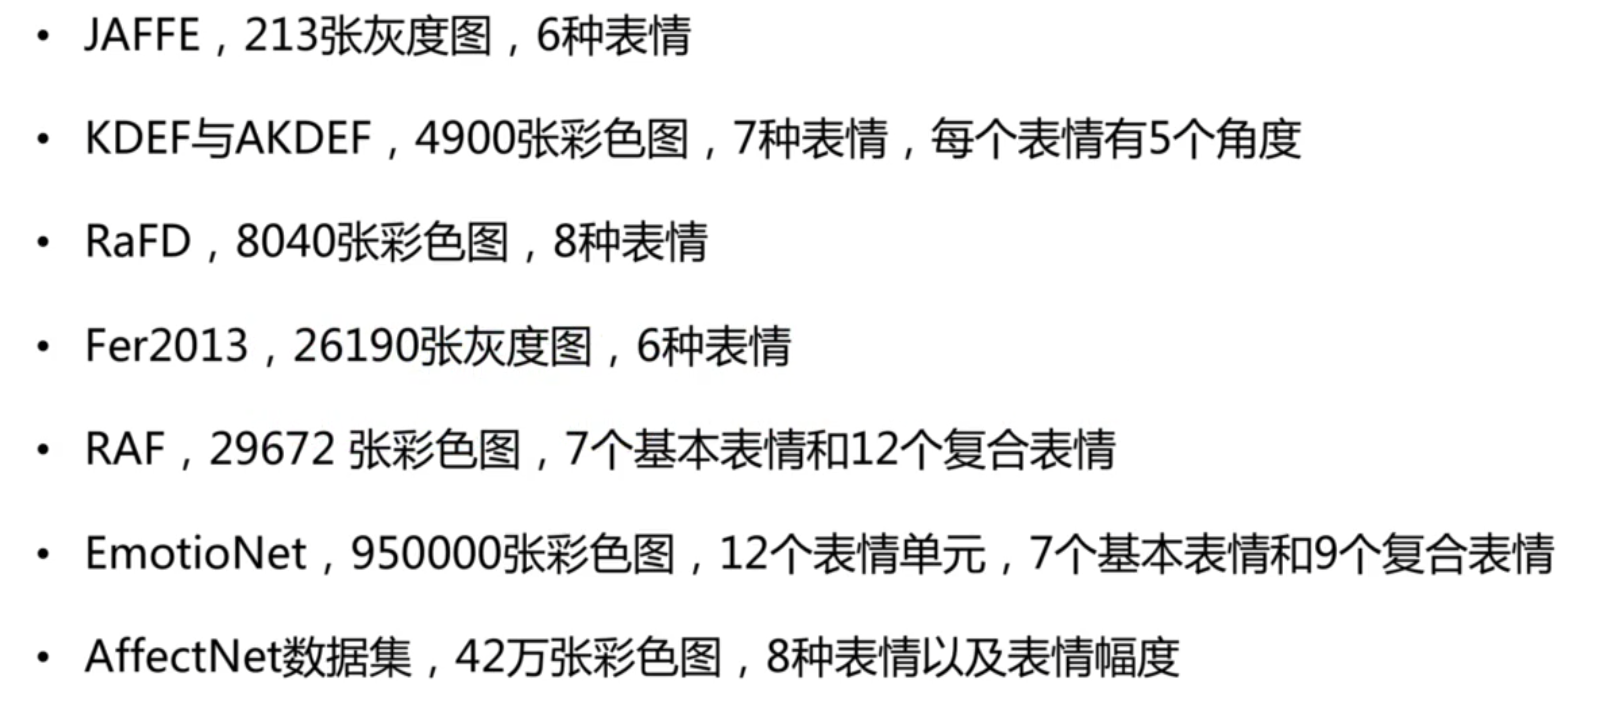 • JAFFE，213张灰度图，6种表情
• KDEF与AKDEF，4900张彩色图，7种表情，每个表情有5个角度
• RaFD，8040张彩色图，8种表情
• Fer2013，26190张灰度图，6种表情
• RAF，29672 张彩色图，7个基本表情和12个复合表情
• EmotioNet，950000张彩色图，12个表情单元，7个基本表情和9个复合表情
• AffectNet数据集，42万张彩色图，8种表情以及表情幅度